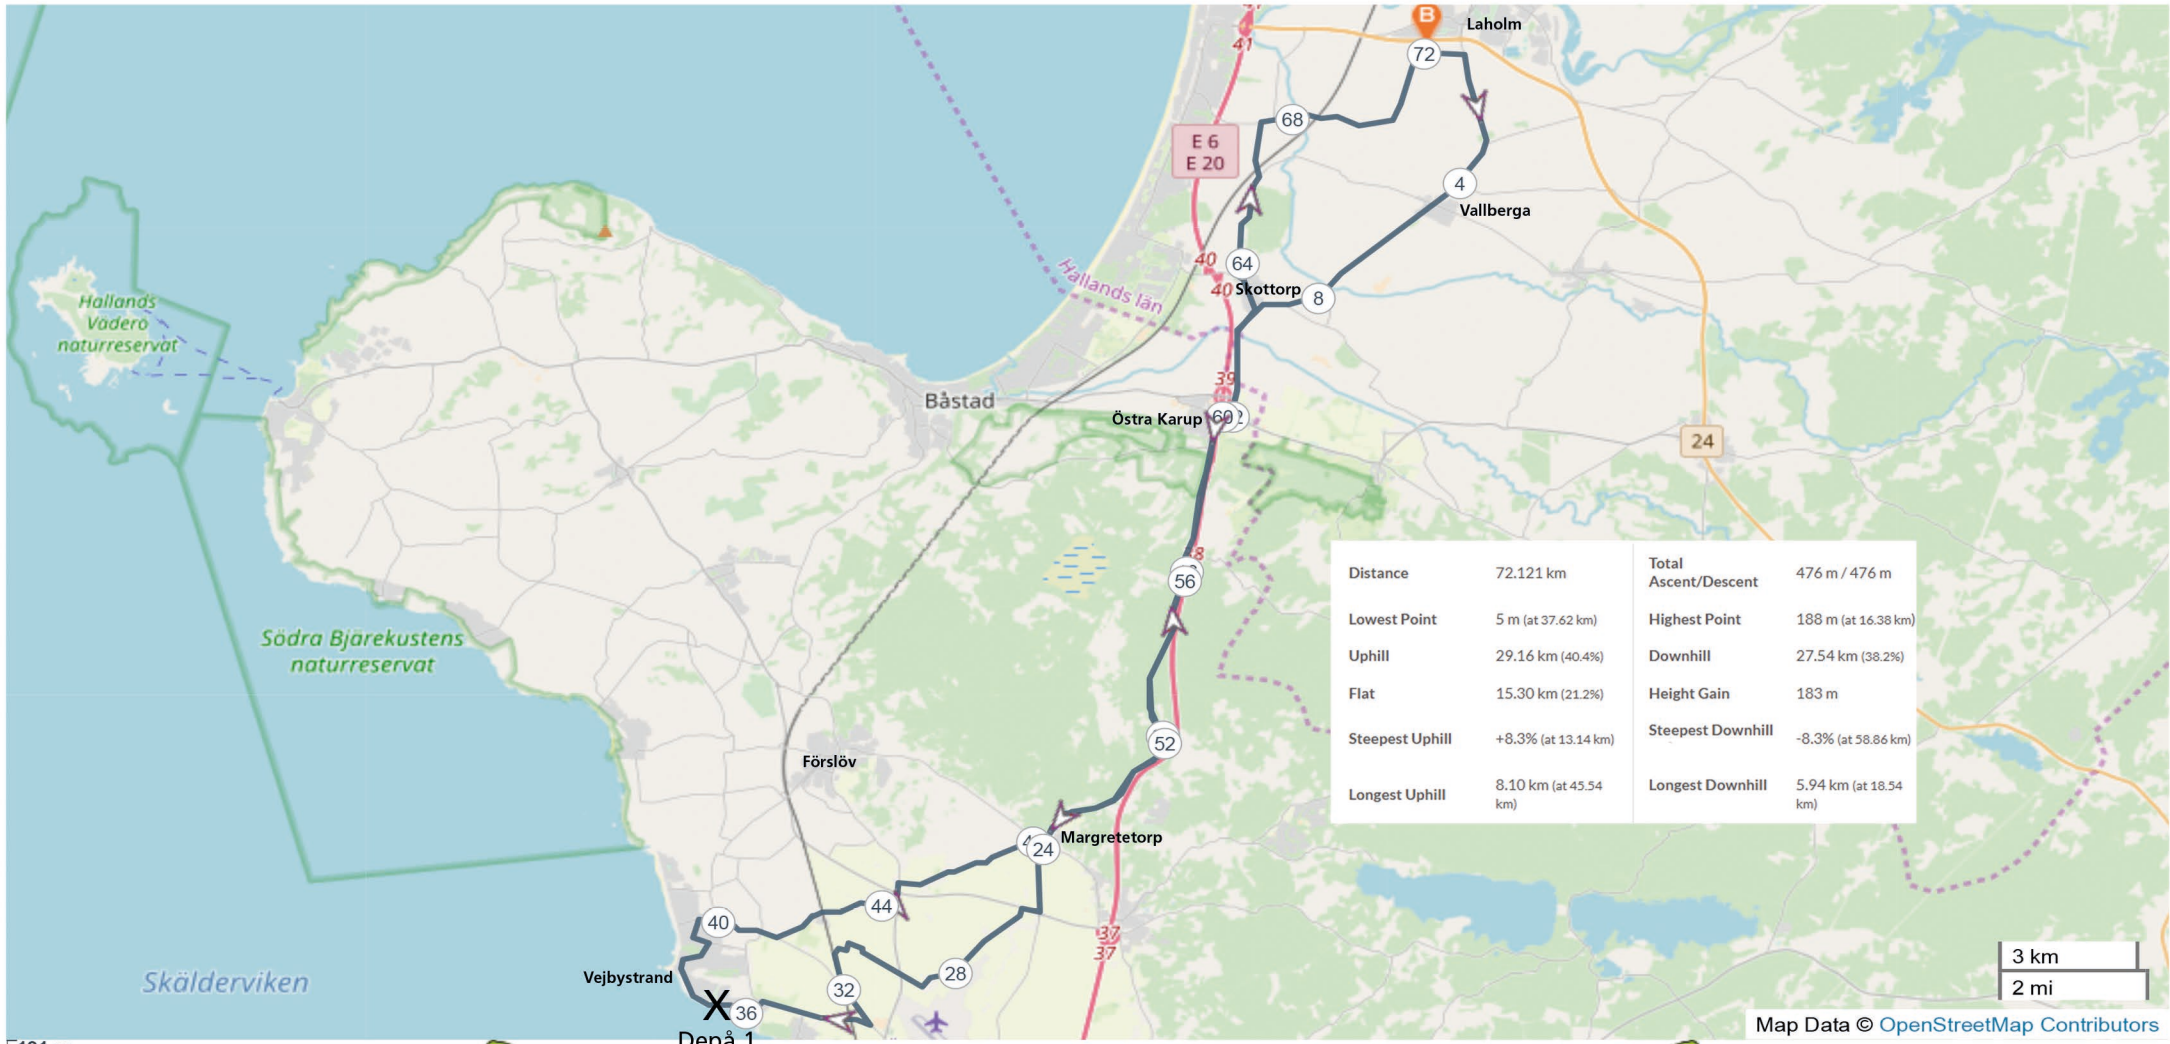 41
B
Laholm
41
72
68
E 6
E 20
4
Vallberga
40
64
Hallands län
40
Skottorp
8
Hallands
Väderö
naturreservat
39
Båstad
Östra Karup
60
24
56
Södra Bjärekustens
naturreservat
52
Förslöv
Margretetorp
24
44
40
37
37
Vejbystrand
28
Skälderviken
32
X
36
Depå 1
Distance
72.121 km
Total
Ascent/Descent
476 m / 476 m
Lowest Point
5 m (at 37.62 km)
Highest Point
188 m (at 16.38 km)
Uphill
29.16 km (40.4%)
Downhill
27.54 km (38.2%)
Flat
15.30 km (21.2%)
Height Gain
183 m
Steepest Uphill
+8.3% (at 13.14 km)
Steepest Downhill
-8.3% (at 58.86 km)
Longest Uphill
8.10 km (at 45.54
km)
Longest Downhill
5.94 km (at 18.54
km)
3 km
2 mi
Map Data © OpenStreetMap Contributors